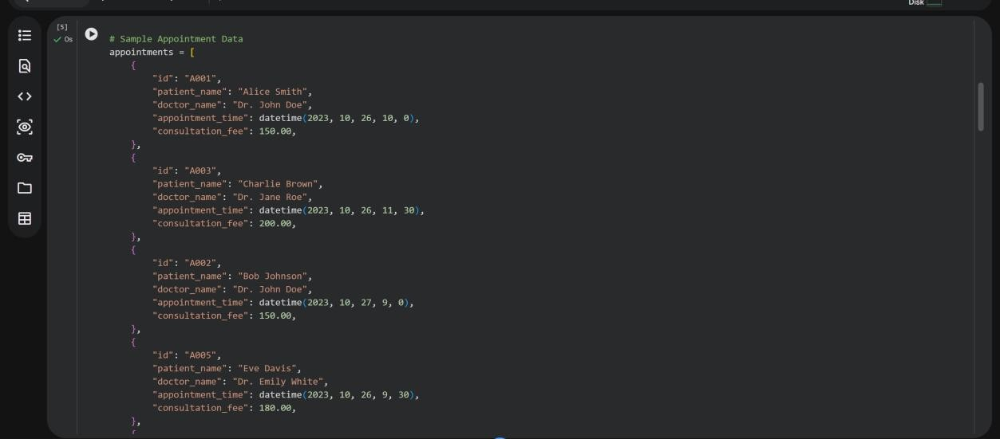 Disk
[5]
0s
# Sample Appointment Data
appointments = [
    {
        "id": "A001",
        "patient_name": "Alice Smith",
        "doctor_name": "Dr. John Doe",
        "appointment_time": datetime(2023, 10, 26, 10, 0),
        "consultation_fee": 150.00,
    },
    {
        "id": "A003",
        "patient_name": "Charlie Brown",
        "doctor_name": "Dr. Jane Roe",
        "appointment_time": datetime(2023, 10, 26, 11, 30),
        "consultation_fee": 200.00,
    },
    {
        "id": "A002",
        "patient_name": "Bob Johnson",
        "doctor_name": "Dr. John Doe",
        "appointment_time": datetime(2023, 10, 27, 9, 0),
        "consultation_fee": 150.00,
    },
    {
        "id": "A005",
        "patient_name": "Eve Davis",
        "doctor_name": "Dr. Emily White",
        "appointment_time": datetime(2023, 10, 26, 9, 30),
        "consultation_fee": 180.00,
    },
    {